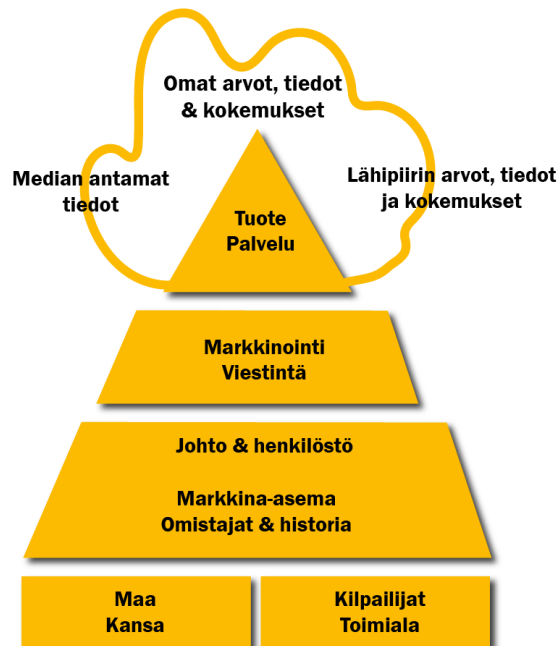 Omat arvot, tiedot
& kokemukset
Median antamat
tiedot
Lähipiirin arvot, tiedot
ja kokemukset
Tuote
Palvelu
Markkinointi
Viestintä
Johto & henkilöstö
Markkina-asema
Omistajat & historia
Maa
Kansa
Kilpailijat
Toimiala